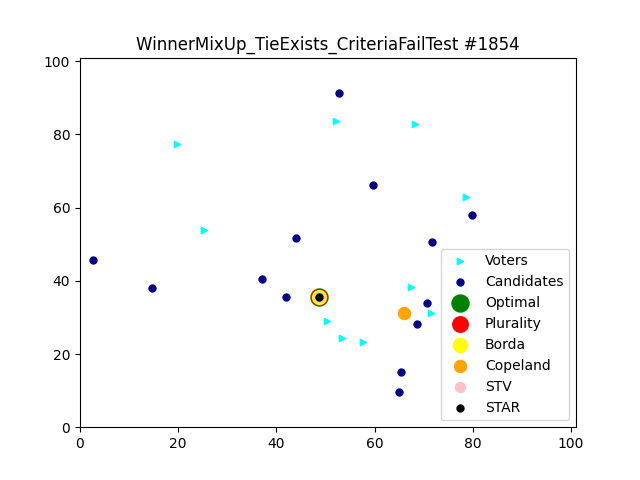 WinnerMixUp_TieExists_CriteriaFailTest #1854
100
80
60
40
20
0
0
20
40
60
80
100
Voters
Candidates
Optimal
Plurality
Borda
Copeland
STV
STAR